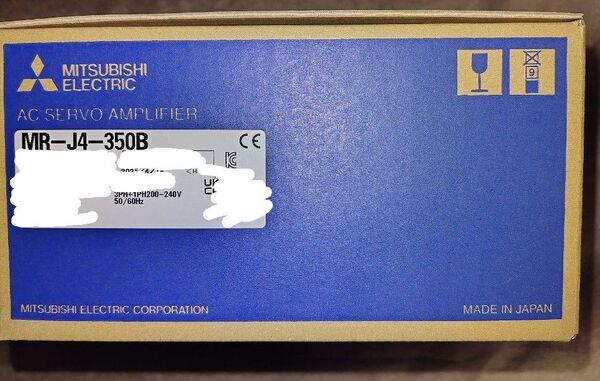 MITSUBISHI
ELECTRIC
AC SERVO AMPLIFIER
MR-J4-350B
CE
3PH+1PH200-240V
50/60Hz
9
MITSUBISHI ELECTRIC CORPORATION
MADE IN JAPAN